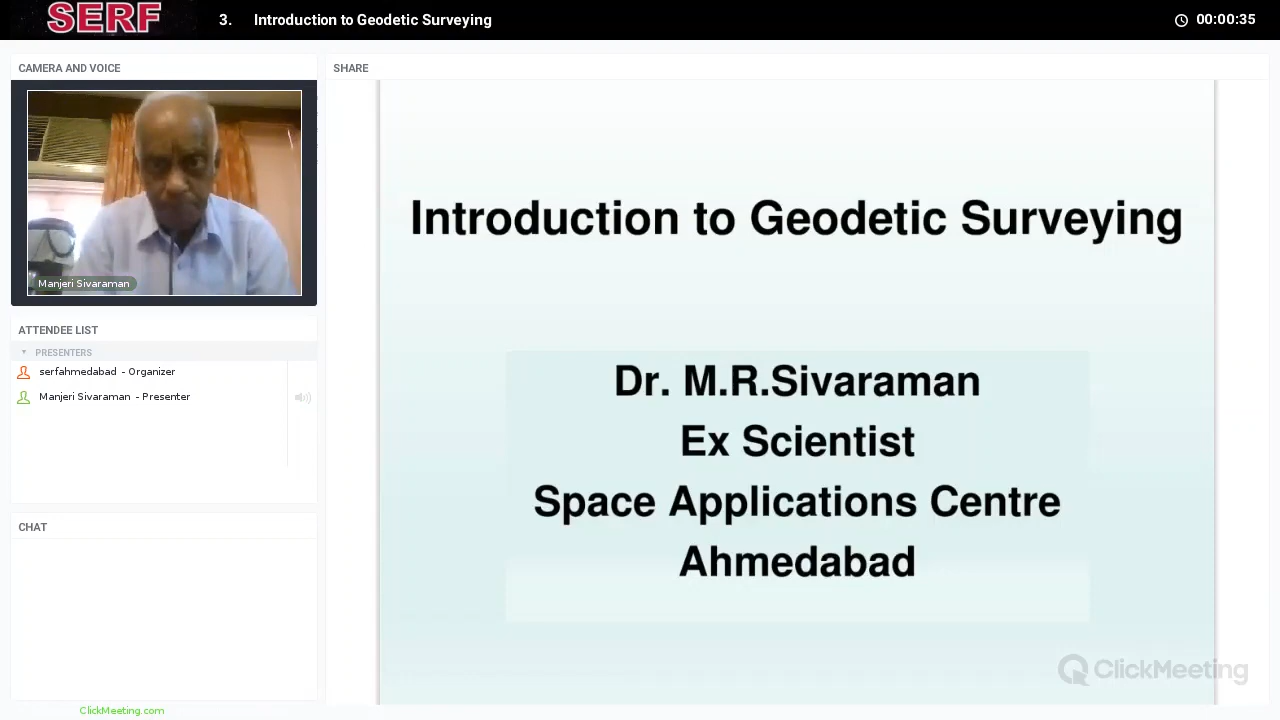 SERF
3. Introduction to Geodetic Surveying
00:00:35
CAMERA AND VOICE
Manjeri Sivaraman
ATTENDEE LIST
PRESENTERS
serfahmedabad - Organizer
Manjeri Sivaraman - Presenter
CHAT
ClickMeeting.com
SHARE
Introduction to Geodetic Surveying
Dr. M.R.Sivaraman
Ex Scientist
Space Applications Centre
Ahmedabad
ClickMeeting